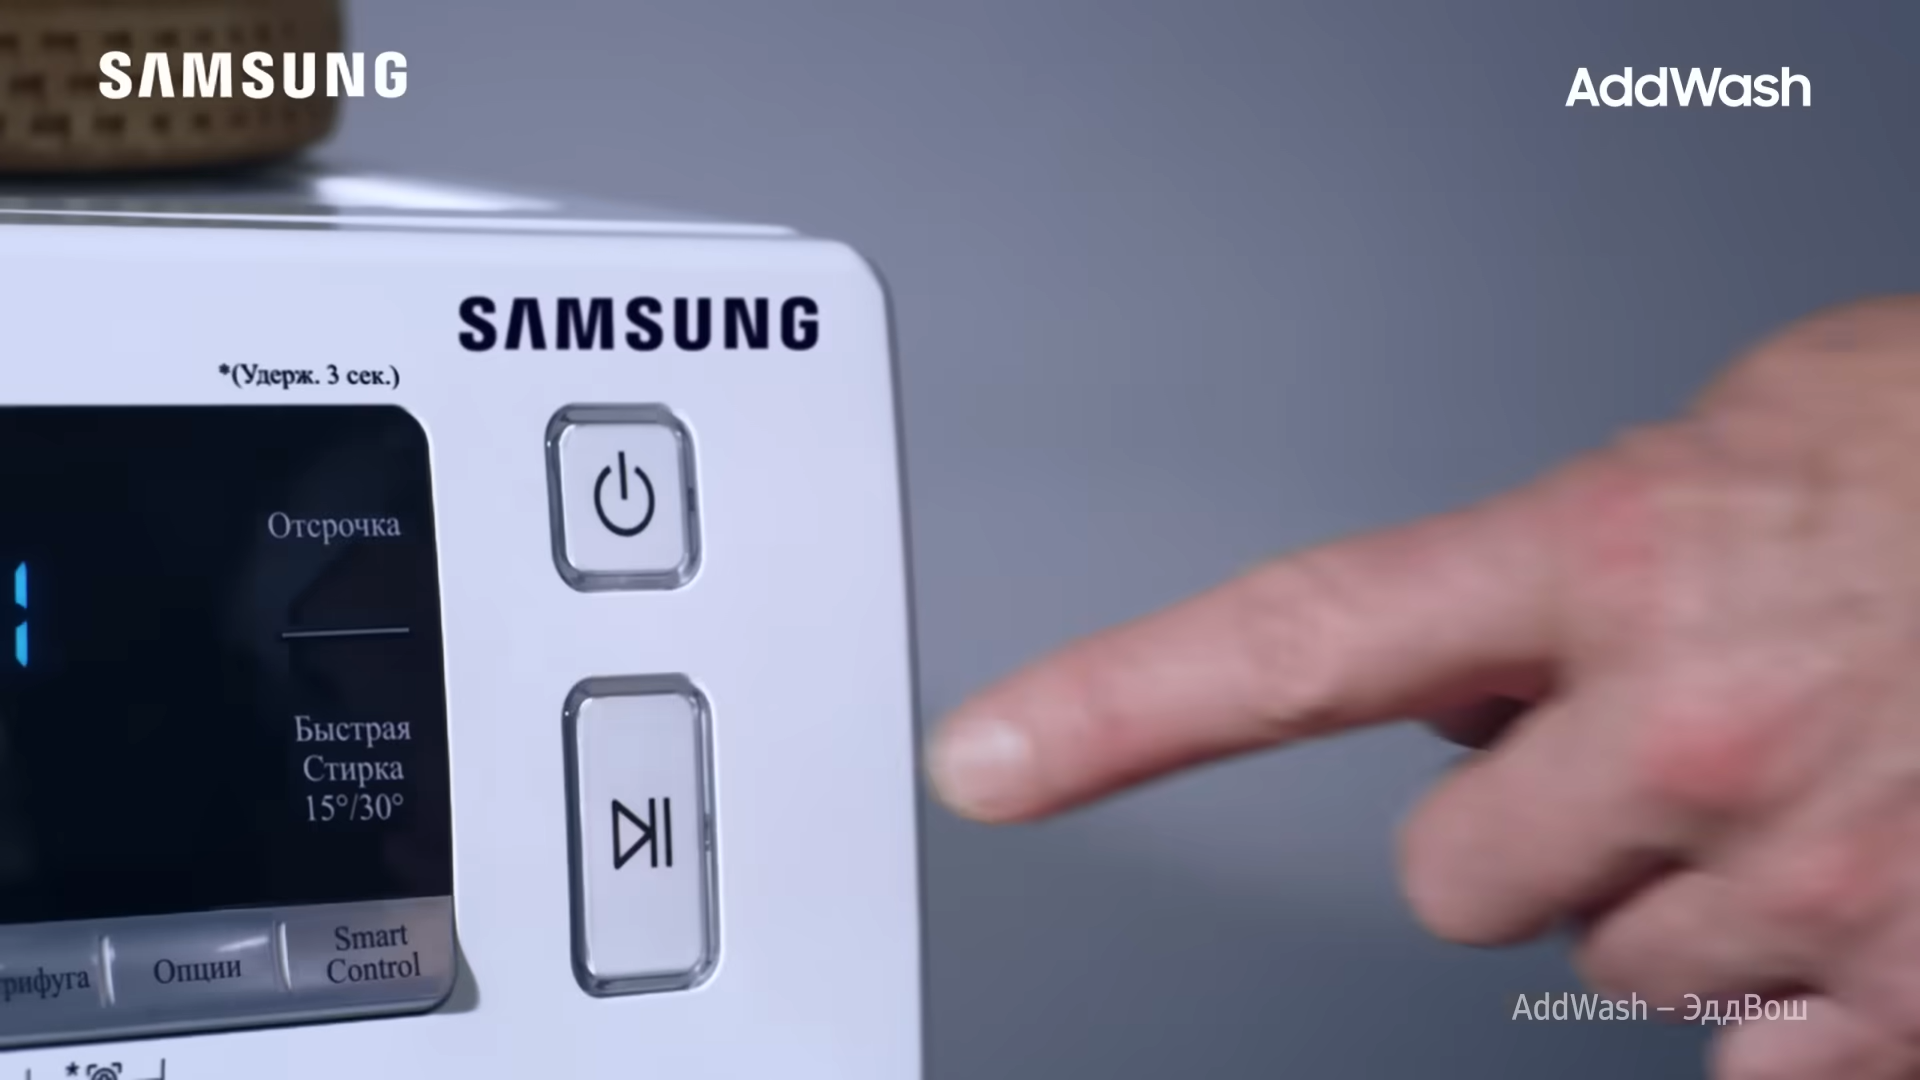 SAMSUNG
AddWash
SAMSUNG
*(Удерж. 3 сек.)
Отсрочка
Быстрая
Стирка
15°/30°
Опции
Smart
Control
AddWash – ЭддВош